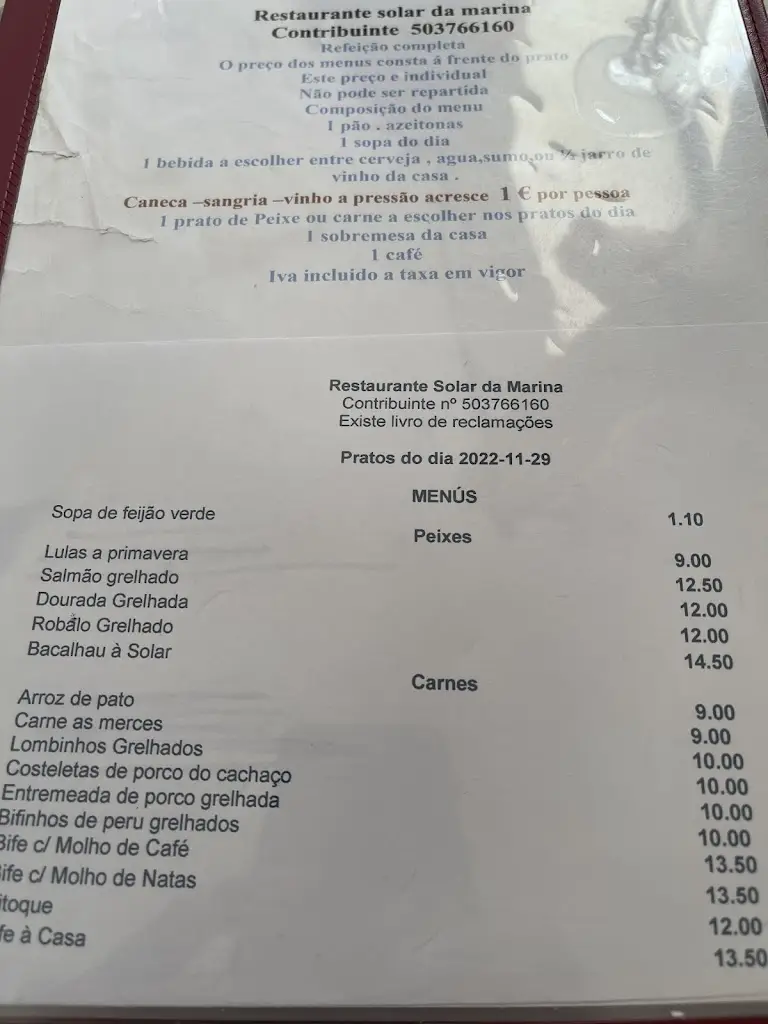 Restaurante solar da marina
Contribuinte 503766160
Refeição completa
O preço dos menus consta á frente do prato
Este preço e individual
Não pode ser repartida
Composição do menu
1 pão . azeitonas
1 sopa do dia
1 bebida a escolher entre cerveja , agua,sumo,ou ½ jarro de
vinho da casa .
Caneca –sangria –vinho a pressão acresce 1 € por pessoa
1 prato de Peixe ou carne a escolher nos pratos do dia
1 sobremesa da casa
1 café
Iva incluido a taxa em vigor
Restaurante Solar da Marina
Contribuinte nº 503766160
Existe livro de reclamações
Pratos do dia 2022-11-29
MENÚS
Sopa de feijão verde 1.10
Peixes
Lulas a primavera 9.00
Salmão grelhado 12.50
Dourada Grelhada 12.00
Robalo Grelhado 12.00
Bacalhau à Solar 14.50
Carnes
Arroz de pato 9.00
Carne as merces 9.00
Lombinhos Grelhados 10.00
Costeletas de porco do cachaço 10.00
Entremeada de porco grelhada 10.00
Bifinhos de peru grelhados 10.00
Bife c/ Molho de Café 13.50
ife c/ Molho de Natas 13.50
itoque 12.00
fe à Casa 13.50